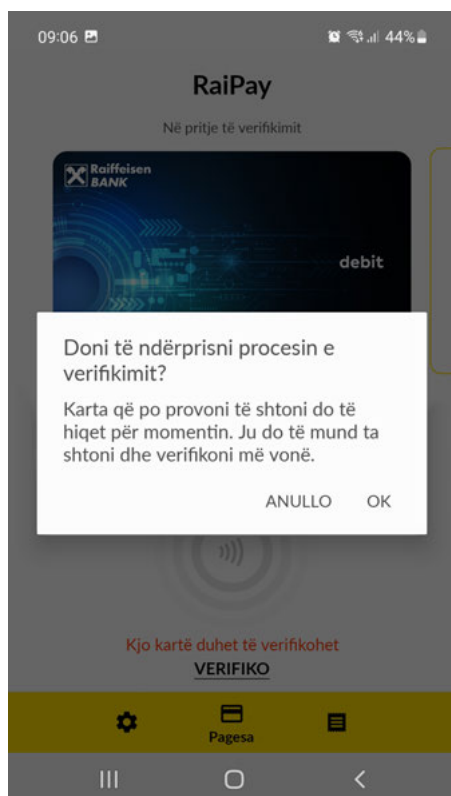 09:06 44%
RaiPay
Në pritje të verifikimit
Raiffeisen
BANK
debit
Doni të ndërprisni procesin e
verifikimit?
Karta që po provoni të shtoni do të
hiqet për momentin. Ju do të mund ta
shtoni dhe verifikoni më vonë.
ANULLO OK
Kjo kartë duhet të verifikohet
VERIFIKO
Pagesa